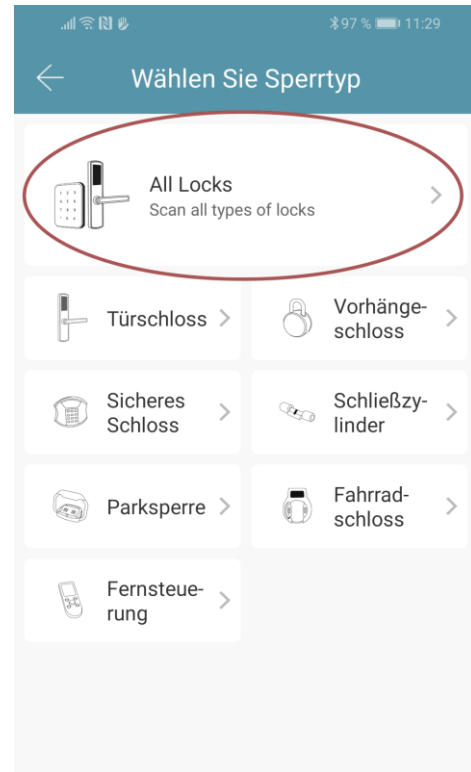 97 % 11:29
Wählen Sie Sperrtyp
All Locks
Scan all types of locks
Türschloss
Vorhänge-
schloss
Sicheres
Schloss
Schließzy-
linder
Parksperre
Fahrrad-
schloss
Fernsteue-
rung